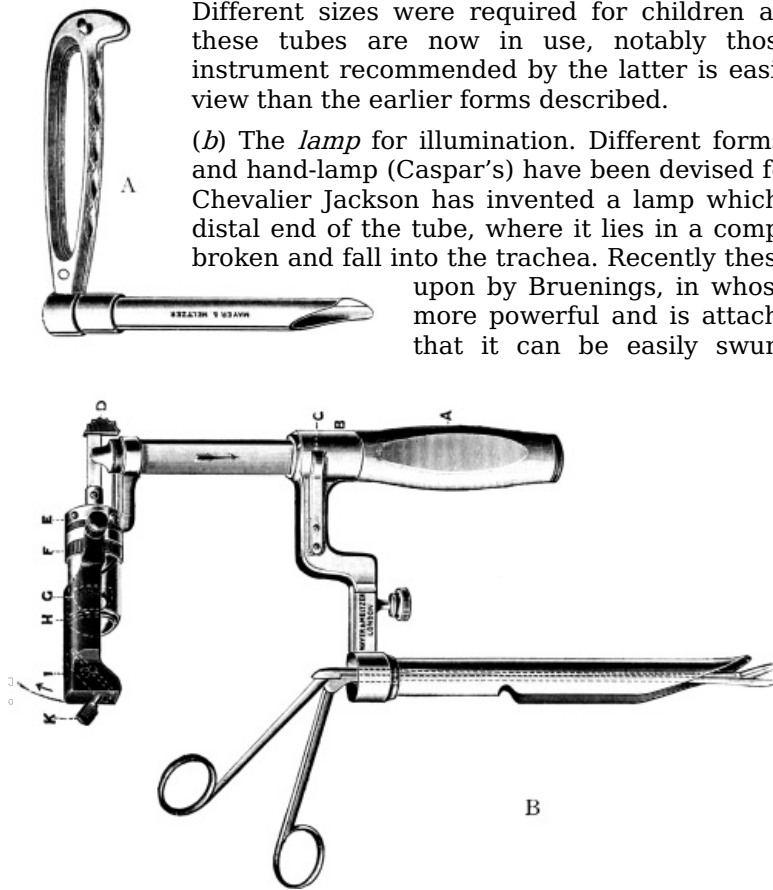 Different sizes were required for children a
these tubes are now in use, notably thos
instrument recommended by the latter is easi
view than the earlier forms described.
(b) The lamp for illumination. Different form
and hand-lamp (Caspar’s) have been devised f
Chevalier Jackson has invented a lamp which
distal end of the tube, where it lies in a comp
broken and fall into the trachea. Recently thes
upon by Bruenings, in whos
more powerful and is attach
that it can be easily swun
A
MAYER & MELTZER
D
C
B
A
E
F
G
H
I
K
MAYER & MELTZER
LONDON
B